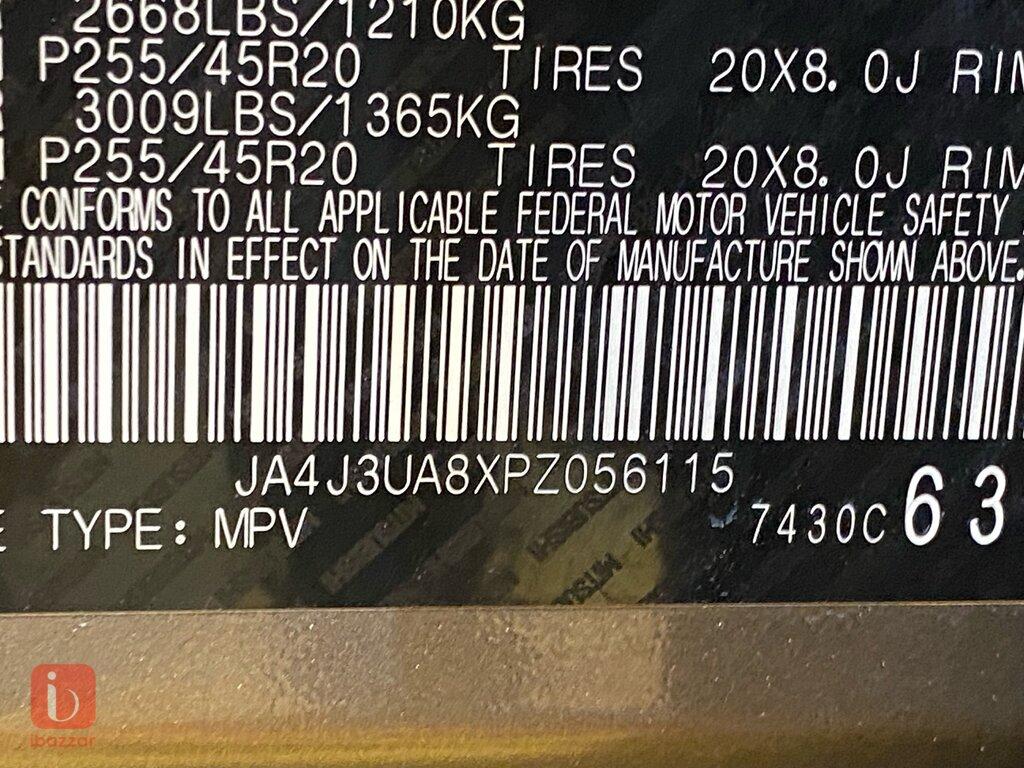 2668LBS/1210KG
P255/45R20 TIRES 20X8.0J RIM
3009LBS/1365KG
P255/45R20 TIRES 20X8.0J RIM
CONFORMS TO ALL APPLICABLE FEDERAL MOTOR VEHICLE SAFETY
STANDARDS IN EFFECT ON THE DATE OF MANUFACTURE SHOWN ABOVE.
JA4J3UA8XPZ056115
E TYPE: MPV 7430C 63
ibazzar